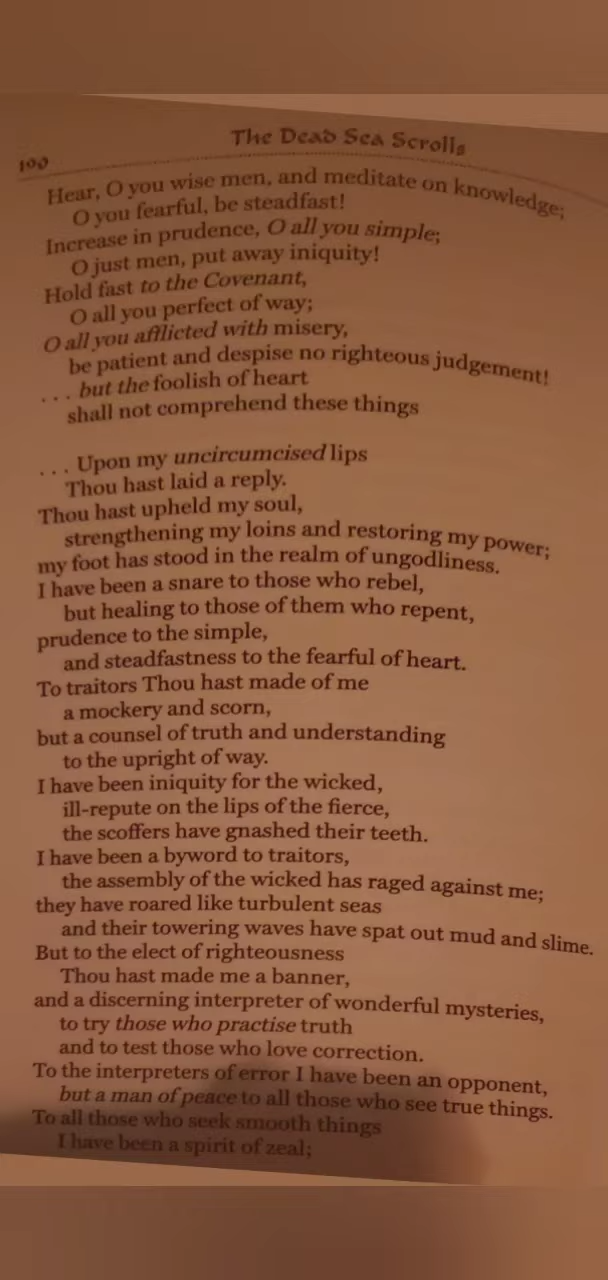 190
The Dead Sea Scrolls
Hear, O you wise men, and meditate on knowledge;
O you fearful, be steadfast!
Increase in prudence, O all you simple;
O just men, put away iniquity!
Hold fast to the Covenant,
O all you perfect of way;
O all you afflicted with misery,
be patient and despise no righteous judgement!
. . . but the foolish of heart
shall not comprehend these things
. . . Upon my uncircumcised lips
Thou hast laid a reply.
Thou hast upheld my soul,
strengthening my loins and restoring my power;
my foot has stood in the realm of ungodliness.
I have been a snare to those who rebel,
but healing to those of them who repent,
prudence to the simple,
and steadfastness to the fearful of heart.
To traitors Thou hast made of me
a mockery and scorn,
but a counsel of truth and understanding
to the upright of way.
I have been iniquity for the wicked,
ill-repute on the lips of the fierce,
the scoffers have gnashed their teeth.
I have been a byword to traitors,
the assembly of the wicked has raged against me;
they have roared like turbulent seas
and their towering waves have spat out mud and slime.
But to the elect of righteousness
Thou hast made me a banner,
and a discerning interpreter of wonderful mysteries,
to try those who practise truth
and to test those who love correction.
To the interpreters of error I have been an opponent,
but a man of peace to all those who see true things.
To all those who seek smooth things
I have been a spirit of zeal;